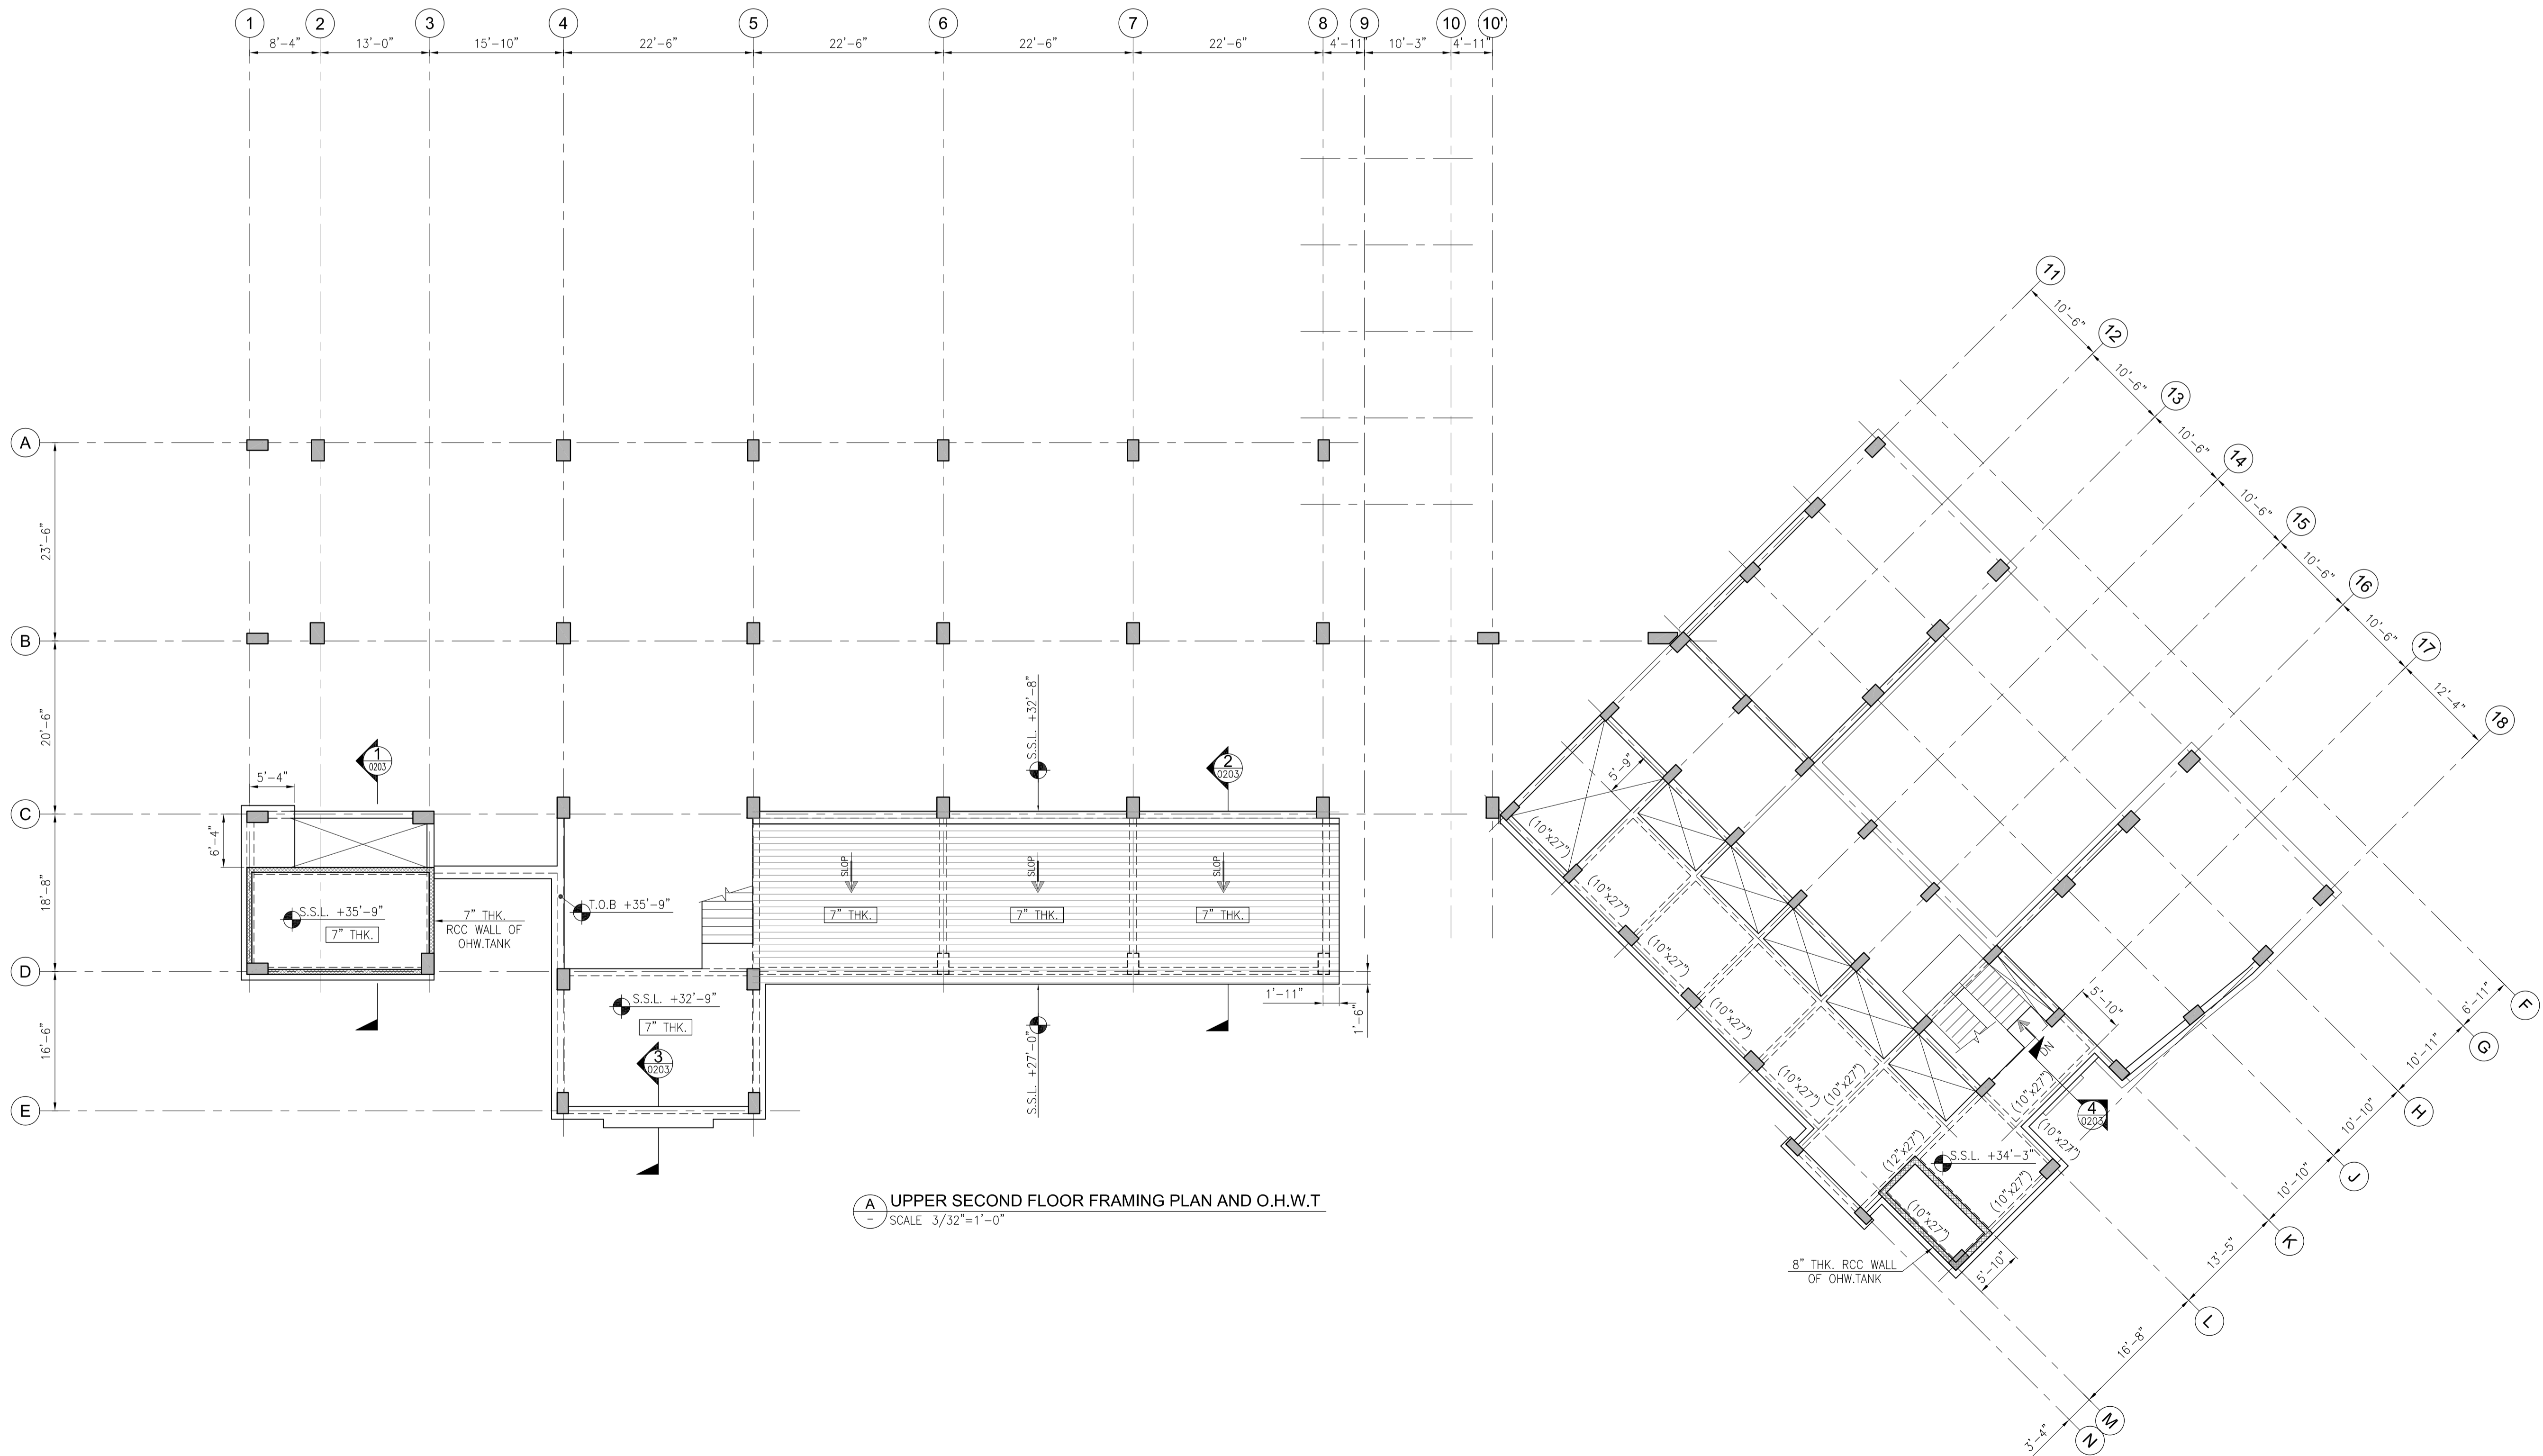 1 2 3 4 5 6 7 8 9 10 10'
8'-4" 13'-0" 15'-10" 22'-6" 22'-6" 22'-6" 22'-6" 4'-11" 10'-3" 4'-11"
11
10'-6"
12
10'-6"
13
10'-6"
14
10'-6"
15
10'-6"
16
10'-6"
17
12'-4"
18
A
23'-6"
B
20'-6"
C
18'-8"
D
16'-6"
E
5'-4"
6'-4"
1
0203
S.S.L. +32'-8"
2
0203
SLOP
SLOP
SLOP
7" THK.
7" THK.
7" THK.
S.S.L. +35'-9"
7" THK.
7" THK.
RCC WALL OF
OHW.TANK
T.O.B +35'-9"
S.S.L. +32'-9"
7" THK.
3
0203
S.S.L. +27'-0"
1'-11"
1'-6"
5'-9"
(10"x27")
(10"x27")
(10"x27")
(10"x27")
(10"x27")
(10"x27")
(10"x27")
(10"x27")
(12"x27")
(10"x27")
(10"x27")
5'-10"
DN
4
0203
S.S.L. +34'-3"
8" THK. RCC WALL
OF OHW.TANK
5'-10"
F
6'-11"
G
10'-11"
H
10'-10"
J
10'-10"
K
13'-5"
L
16'-8"
M
3'-4"
N
A
-
UPPER SECOND FLOOR FRAMING PLAN AND O.H.W.T
SCALE 3/32"=1'-0"